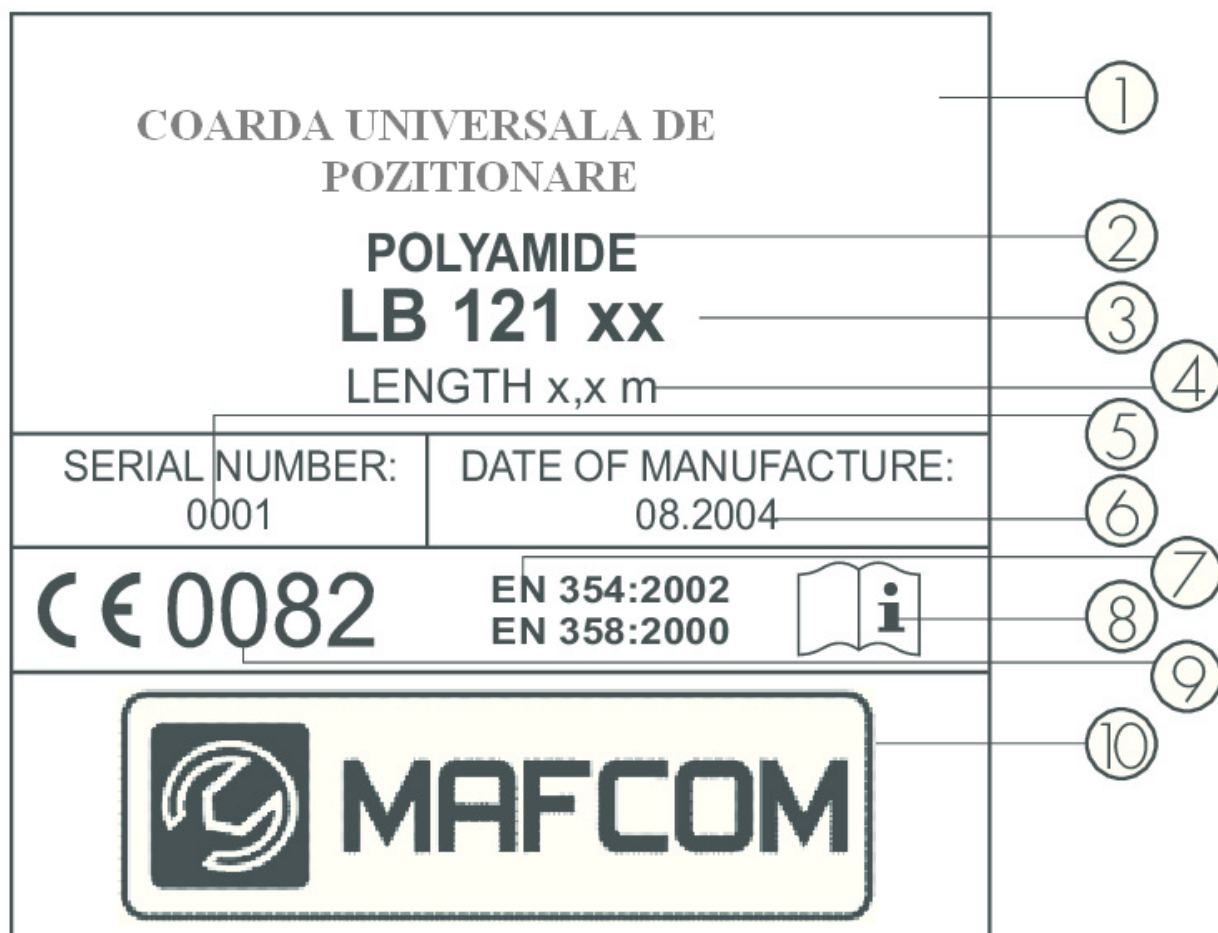 COARDA UNIVERSALA DE
POZITIONARE
POLYAMIDE
LB 121 xx
LENGTH x,x m
SERIAL NUMBER:
0001
DATE OF MANUFACTURE:
08.2004
CE 0082
EN 354:2002
EN 358:2000
i
MAFCOM
1
2
3
4
5
6
7
8
9
10